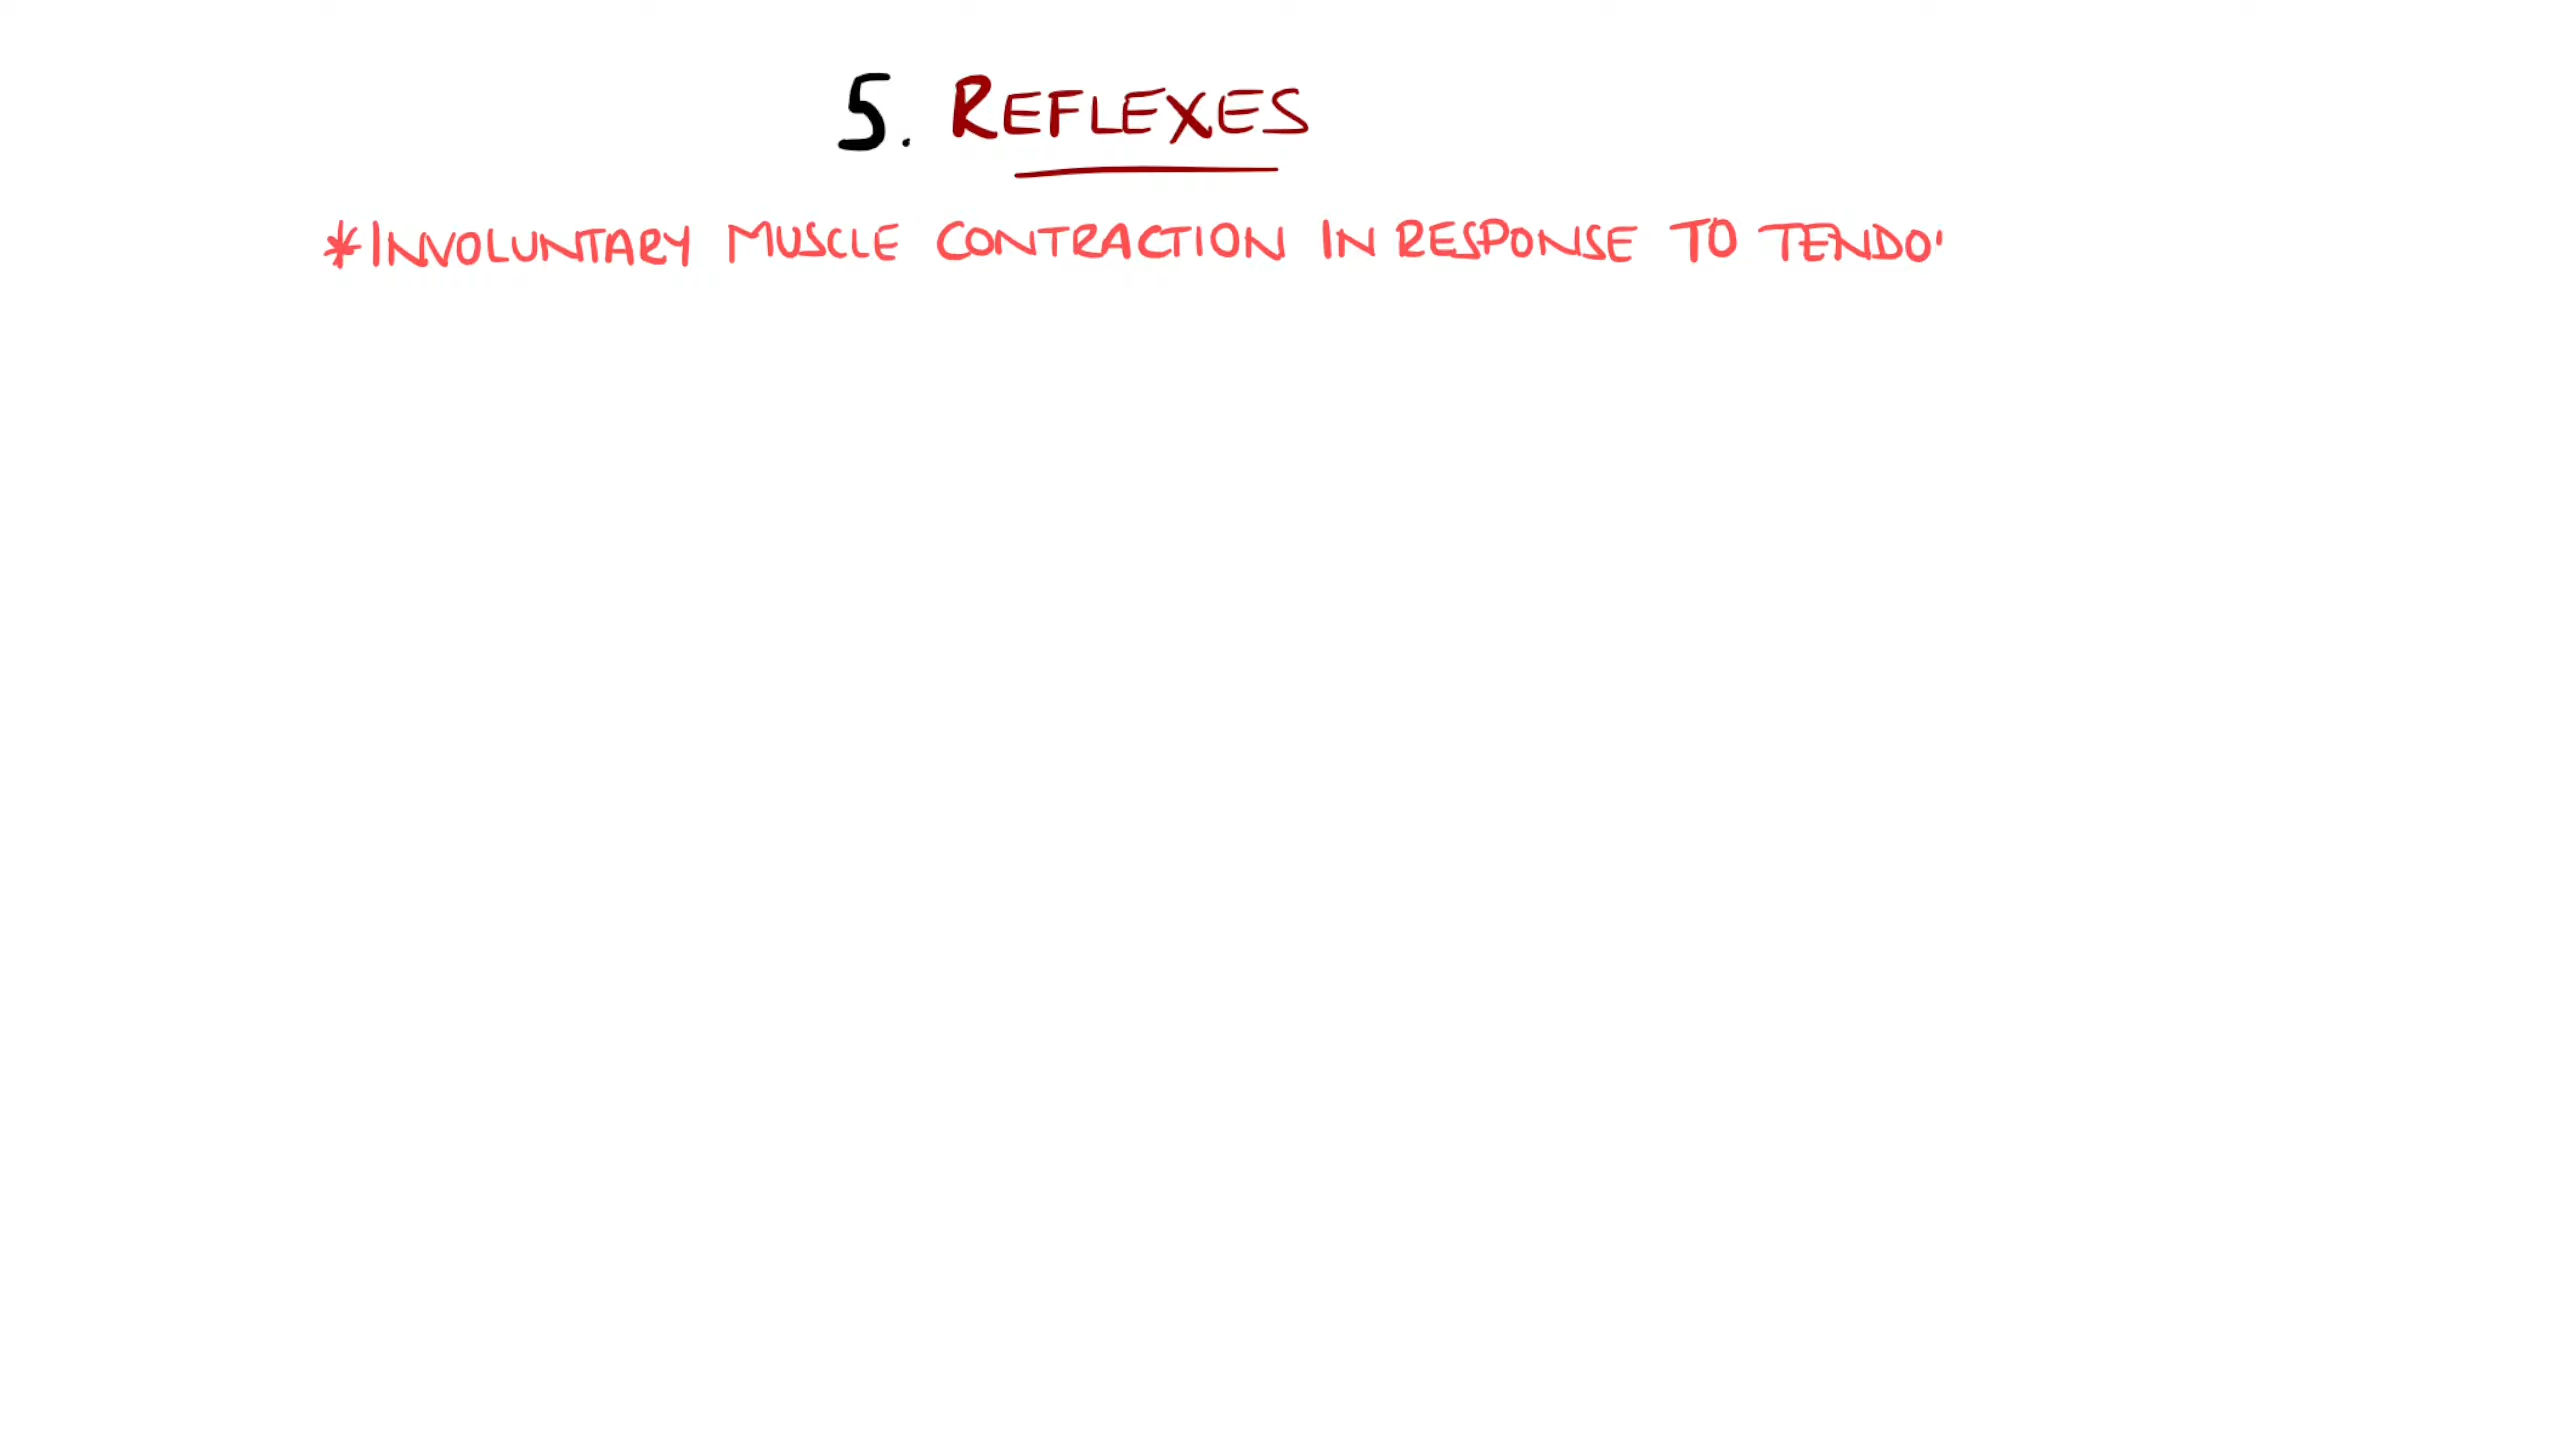 5. REFLEXES
*INVOLUNTARY MUSCLE CONTRACTION IN RESPONSE TO TENDO'